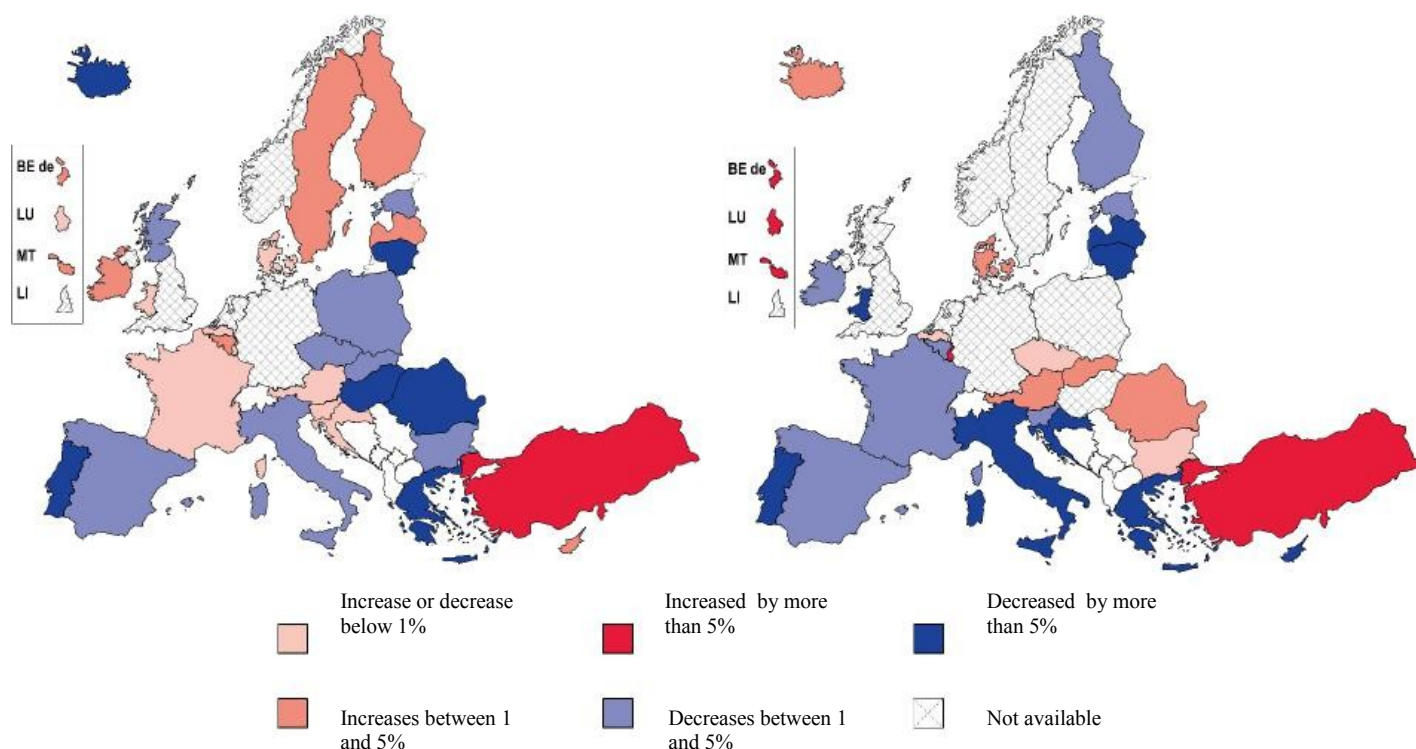 BE de
LU
MT
LI
BE de
LU
MT
LI
Increase or decrease
below 1%
Increased by more
than 5%
Decreased by more
than 5%
Increases between 1
and 5%
Decreases between 1
and 5%
Not available